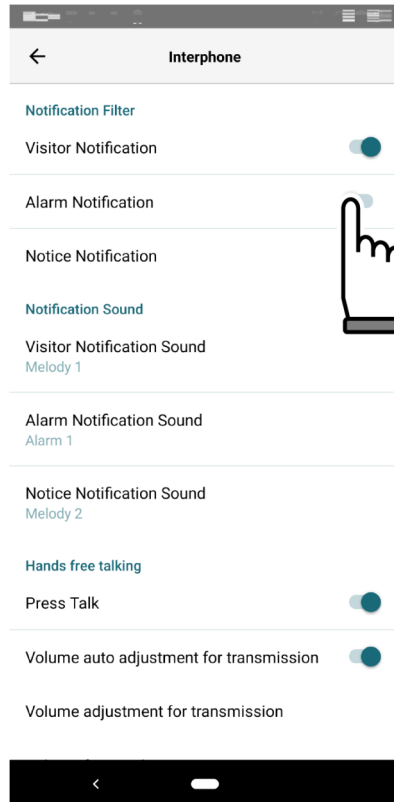 Interphone
Notification Filter
Visitor Notification
Alarm Notification
Notice Notification
Notification Sound
Visitor Notification Sound
Melody 1
Alarm Notification Sound
Alarm 1
Notice Notification Sound
Melody 2
Hands free talking
Press Talk
Volume auto adjustment for transmission
Volume adjustment for transmission